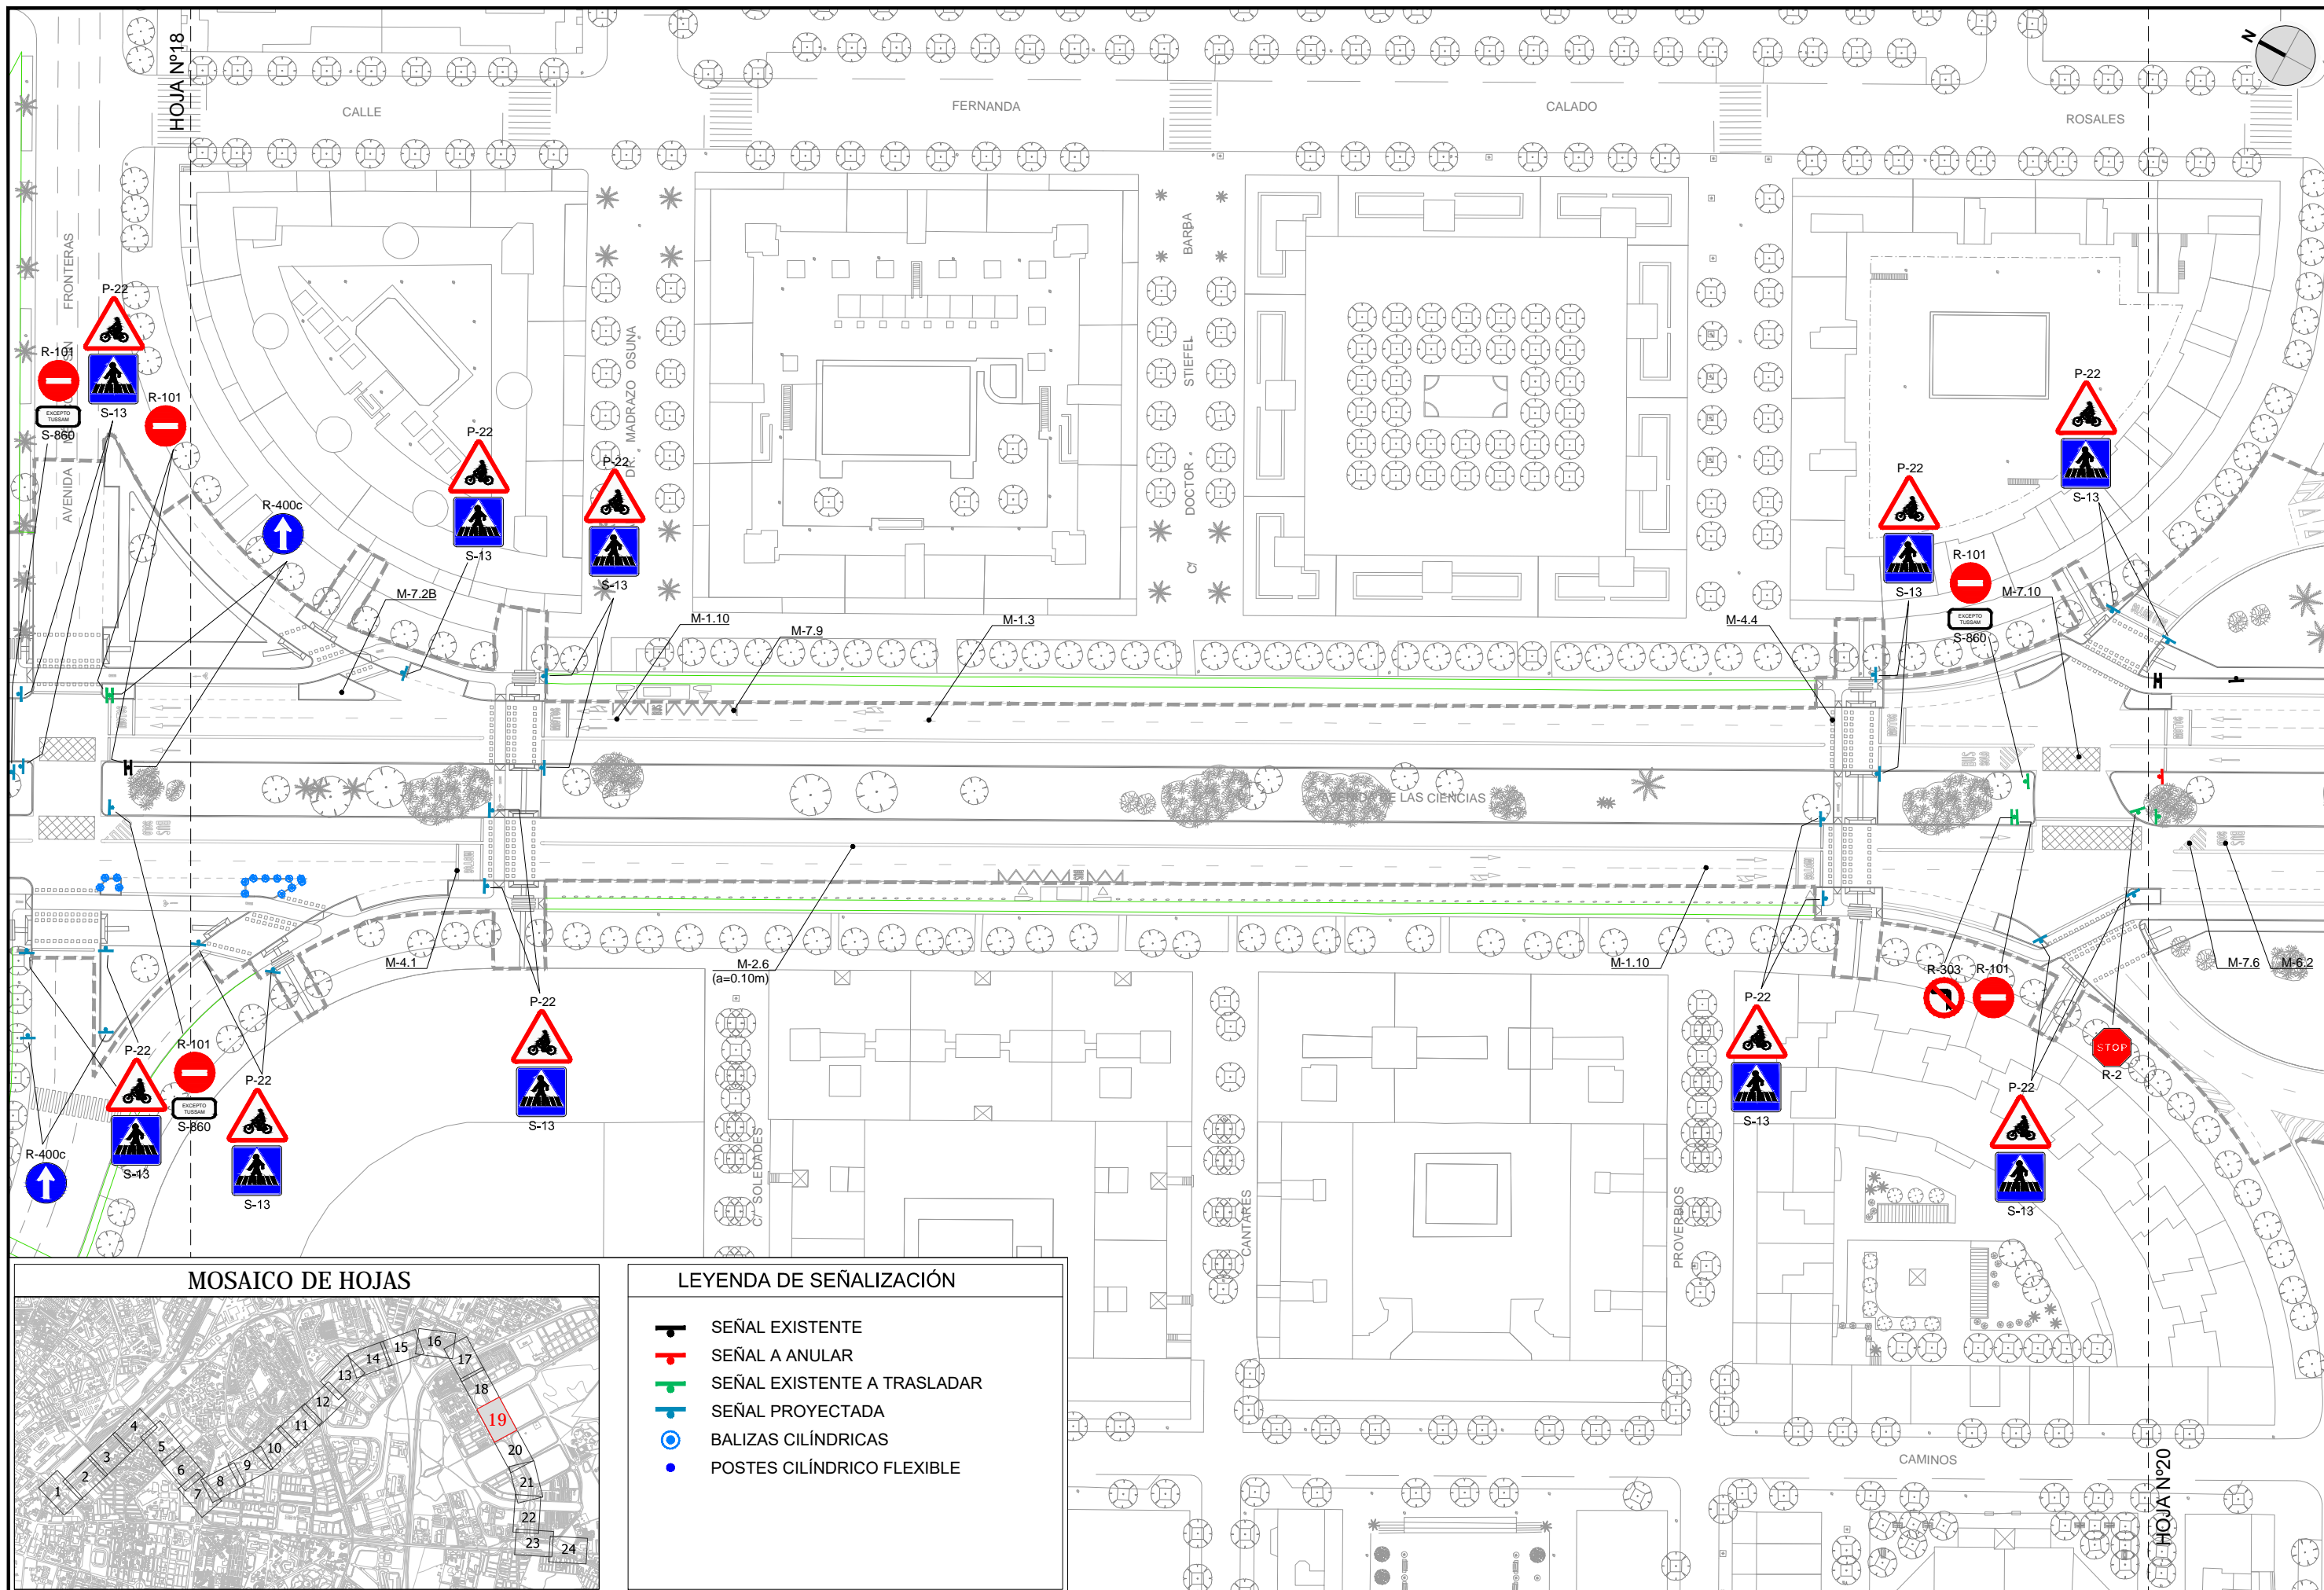 HOJA Nº18
N
CALLE
FERNANDA
CALADO
ROSALES
AVENIDA
SIN
FRONTERAS
DR. MADRAZO OSUNA
C/ DOCTOR STIEFEL BARBA
P-22
R-101
EXCEPTO
TUSSAM
S-860
S-13
R-101
R-400c
P-22
S-13
P-22
S-13
P-22
S-13
P-22
S-13
R-101
EXCEPTO
TUSSAM
S-860
M-7.10
M-7.2B
M-1.10
M-7.9
M-1.3
M-4.4
AVENIDA DE LAS CIENCIAS
M-4.1
M-2.6
(a=0.10m)
M-1.10
M-7.6
M-6.2
R-303
R-101
STOP
R-2
P-22
S-13
R-101
EXCEPTO
TUSSAM
S-860
P-22
S-13
R-400c
P-22
S-13
P-22
S-13
P-22
S-13
C/ SOLEDADES
CANTARES
PROVERBIOS
CAMINOS
HOJA Nº20
MOSAICO DE HOJAS
1
2
3
4
5
6
7
8
9
10
11
12
13
14
15
16
17
18
19
20
21
22
23
24
LEYENDA DE SEÑALIZACIÓN
SEÑAL EXISTENTE
SEÑAL A ANULAR
SEÑAL EXISTENTE A TRASLADAR
SEÑAL PROYECTADA
BALIZAS CILÍNDRICAS
POSTES CILÍNDRICO FLEXIBLE